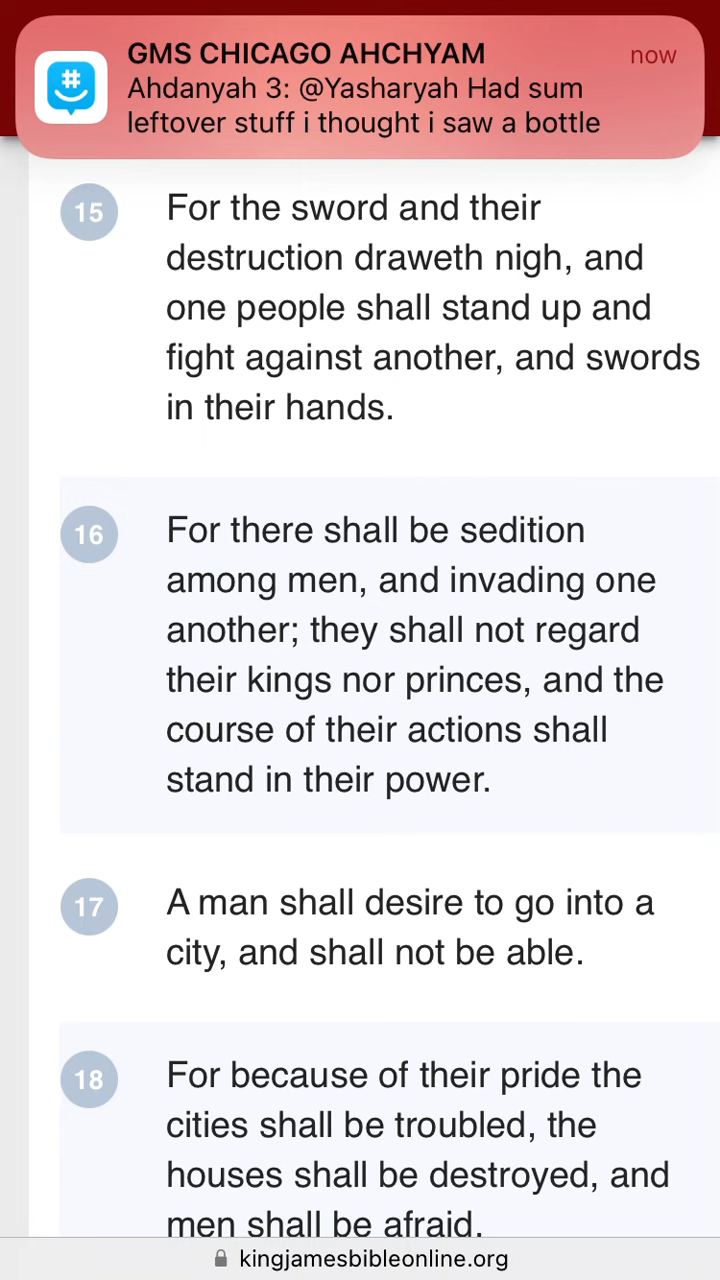 GMS CHICAGO AHCHYAM now
Ahdanyah 3: @Yasharyah Had sum
leftover stuff i thought i saw a bottle
15 For the sword and their
destruction draweth nigh, and
one people shall stand up and
fight against another, and swords
in their hands.
16 For there shall be sedition
among men, and invading one
another; they shall not regard
their kings nor princes, and the
course of their actions shall
stand in their power.
17 A man shall desire to go into a
city, and shall not be able.
18 For because of their pride the
cities shall be troubled, the
houses shall be destroyed, and
men shall be afraid.
kingjamesbibleonline.org